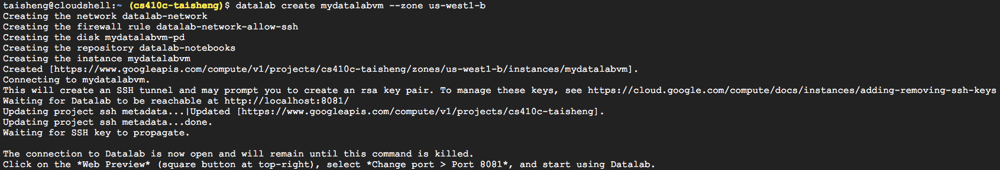 taisheng@cloudshell:~ (cs410c-taisheng)$ datalab create mydatalabvm --zone us-west1-b
Creating the network datalab-network
Creating the firewall rule datalab-network-allow-ssh
Creating the disk mydatalabvm-pd
Creating the repository datalab-notebooks
Creating the instance mydatalabvm
Created [https://www.googleapis.com/compute/v1/projects/cs410c-taisheng/zones/us-west1-b/instances/mydatalabvm].
Connecting to mydatalabvm.
This will create an SSH tunnel and may prompt you to create an rsa key pair. To manage these keys, see https://cloud.google.com/compute/docs/instances/adding-removing-ssh-keys
Waiting for Datalab to be reachable at http://localhost:8081/
Updating project ssh metadata...|Updated [https://www.googleapis.com/compute/v1/projects/cs410c-taisheng].
Updating project ssh metadata...done.
Waiting for SSH key to propagate.
The connection to Datalab is now open and will remain until this command is killed.
Click on the *Web Preview* (square button at top-right), select *Change port > Port 8081*, and start using Datalab.